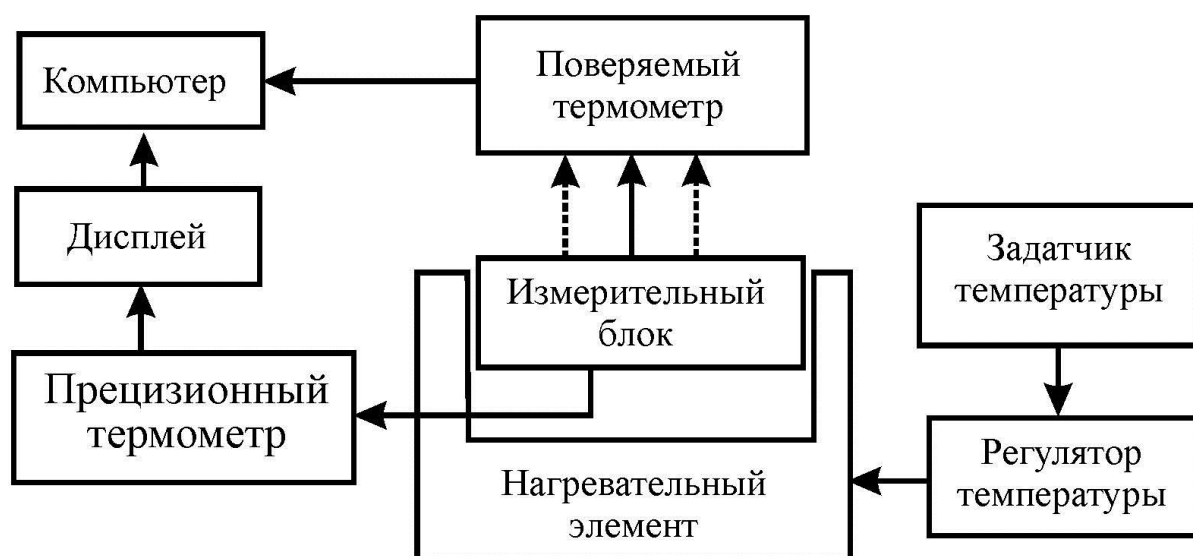 Компьютер
Поверяемый
термометр
Дисплей
Измерительный
блок
Задатчик
температуры
Прецизионный
термометр
Нагревательный
элемент
Регулятор
температуры